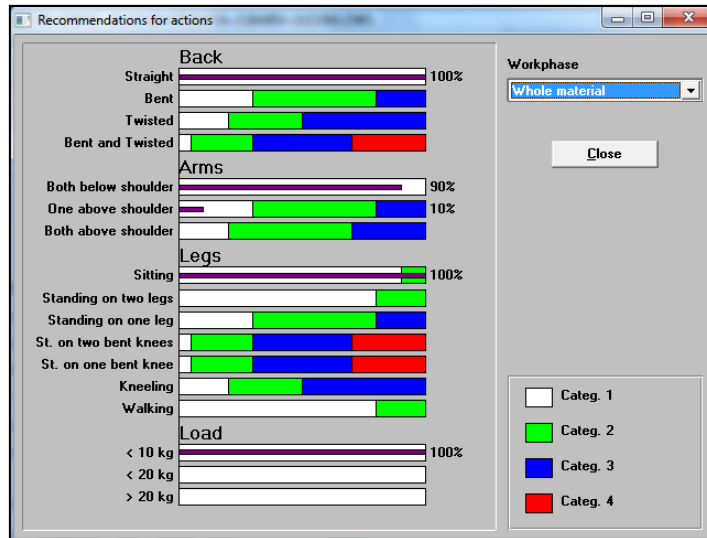 Recommendations for actions
Back
Straight 100%
Bent
Twisted
Bent and Twisted
Arms
Both below shoulder 90%
One above shoulder 10%
Both above shoulder
Legs
Sitting 100%
Standing on two legs
Standing on one leg
St. on two bent knees
St. on one bent knee
Kneeling
Walking
Load
< 10 kg 100%
< 20 kg
> 20 kg
Workphase
Whole material
Close
Categ. 1
Categ. 2
Categ. 3
Categ. 4